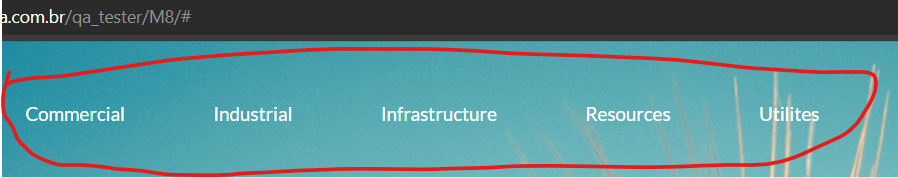 a.com.br/qa_tester/M8/#
Commercial Industrial Infrastructure Resources Utilites